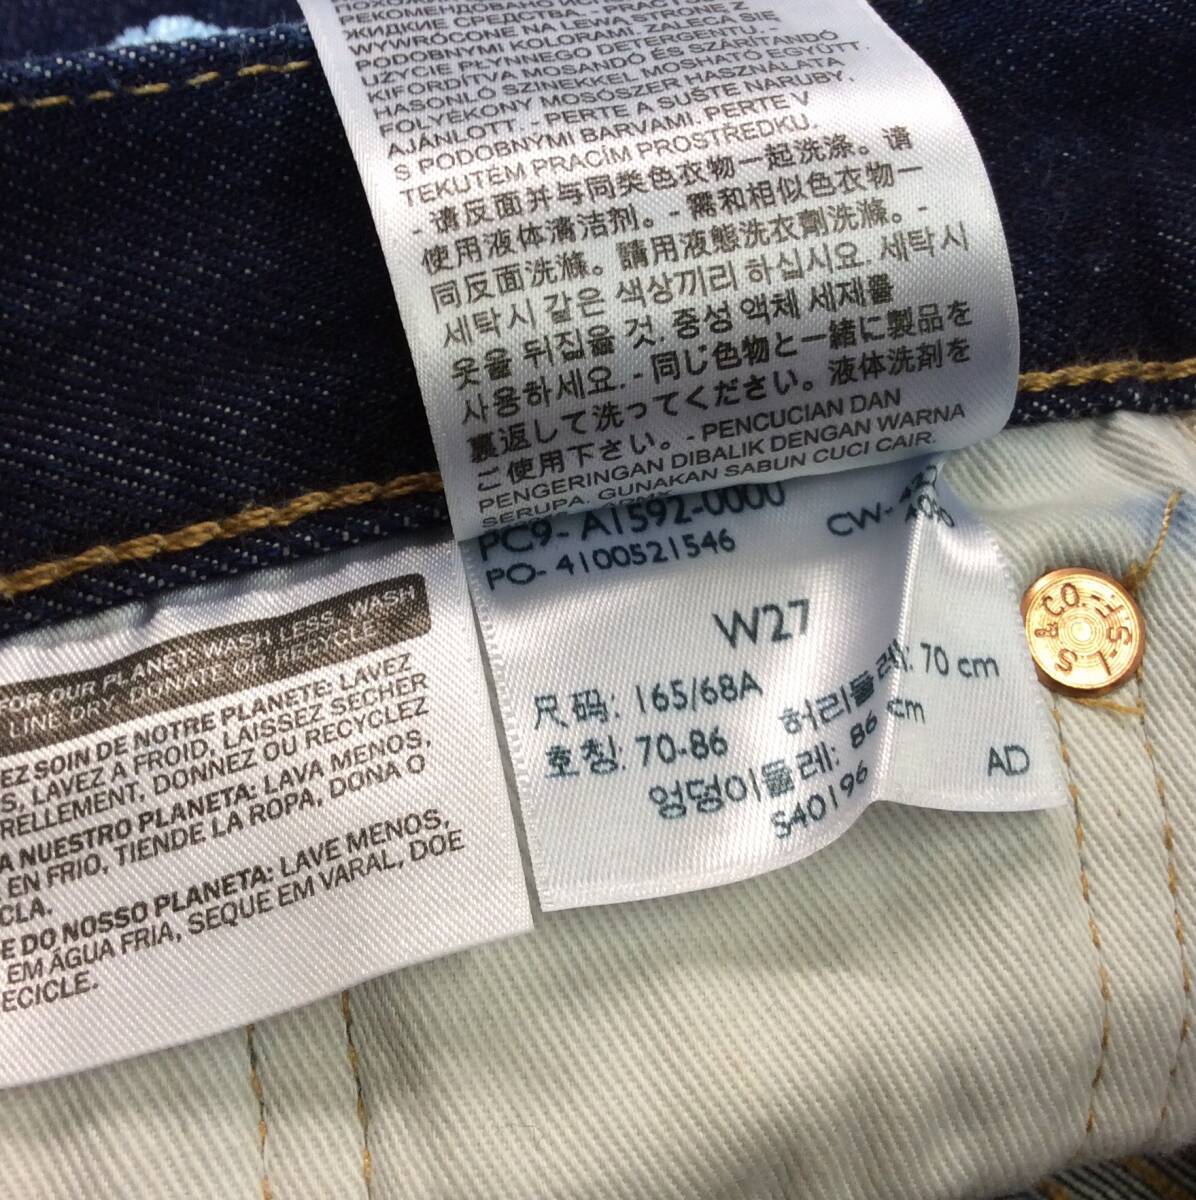 РЕКОМЕНДОВАНО
ЖИДКИЕ СРЕДСТВА.
WYWRÓCONE NA LEWĄ STRONĘ Z
PODOBNYMI KOLORAMI. ZALECA SIĘ
UŻYCIE PŁYNNEGO DETERGENTU. -
KIFORDÍTVA MOSANDÓ ÉS SZÁRÍTANDÓ
HASONLÓ SZINEKKEL MOSHATÓ EGYÜTT.
FOLYÉKONY MOSÓSZER HASZNÁLATA
AJÁNLOTT. - PERTE A SUŠTE NARUBY.
S PODOBNÝMI BARVAMI. PERTE V
TEKUTÉM PRACÍM PROSTŘEDKU.
- 请反面并与同类色衣物一起洗涤。请
使用液体清洁剂。- 需和相似色衣物一
同反面洗滌。請用液態洗衣劑洗滌。-
세탁시 같은 색상끼리 하십시요. 세탁시
옷을 뒤집을 것. 중성 액체 세제를
사용하세요. - 同じ色物と一緒に製品を
裏返して洗ってください。液体洗剤を
ご使用下さい。- PENCUCIAN DAN
PENGERINGAN DIBALIK DENGAN WARNA
SERUPA. GUNAKAN SABUN CUCI CAIR.
PC9- A1592-0000
PO- 4100521546 CW-
W27
尺码: 165/68A
호칭: 70-86 허리둘레: 70 cm
엉덩이둘레: 86 cm
S40196 AD
FOR OUR PLANET: WASH LESS, WASH
LINE DRY, DONATE OR RECYCLE
EZ SOIN DE NOTRE PLANETE: LAVEZ
S, LAVEZ A FROID, LAISSEZ SÉCHER
RELLEMENT, DONNEZ OU RECYCLEZ
A NUESTRO PLANETA: LAVA MENOS,
EN FRIO, TIENDE LA ROPA, DONA O
CLA.
E DO NOSSO PLANETA: LAVE MENOS,
EM ÁGUA FRIA, SEQUE EM VARAL, DOE
ECICLE.
& CO. L.S.